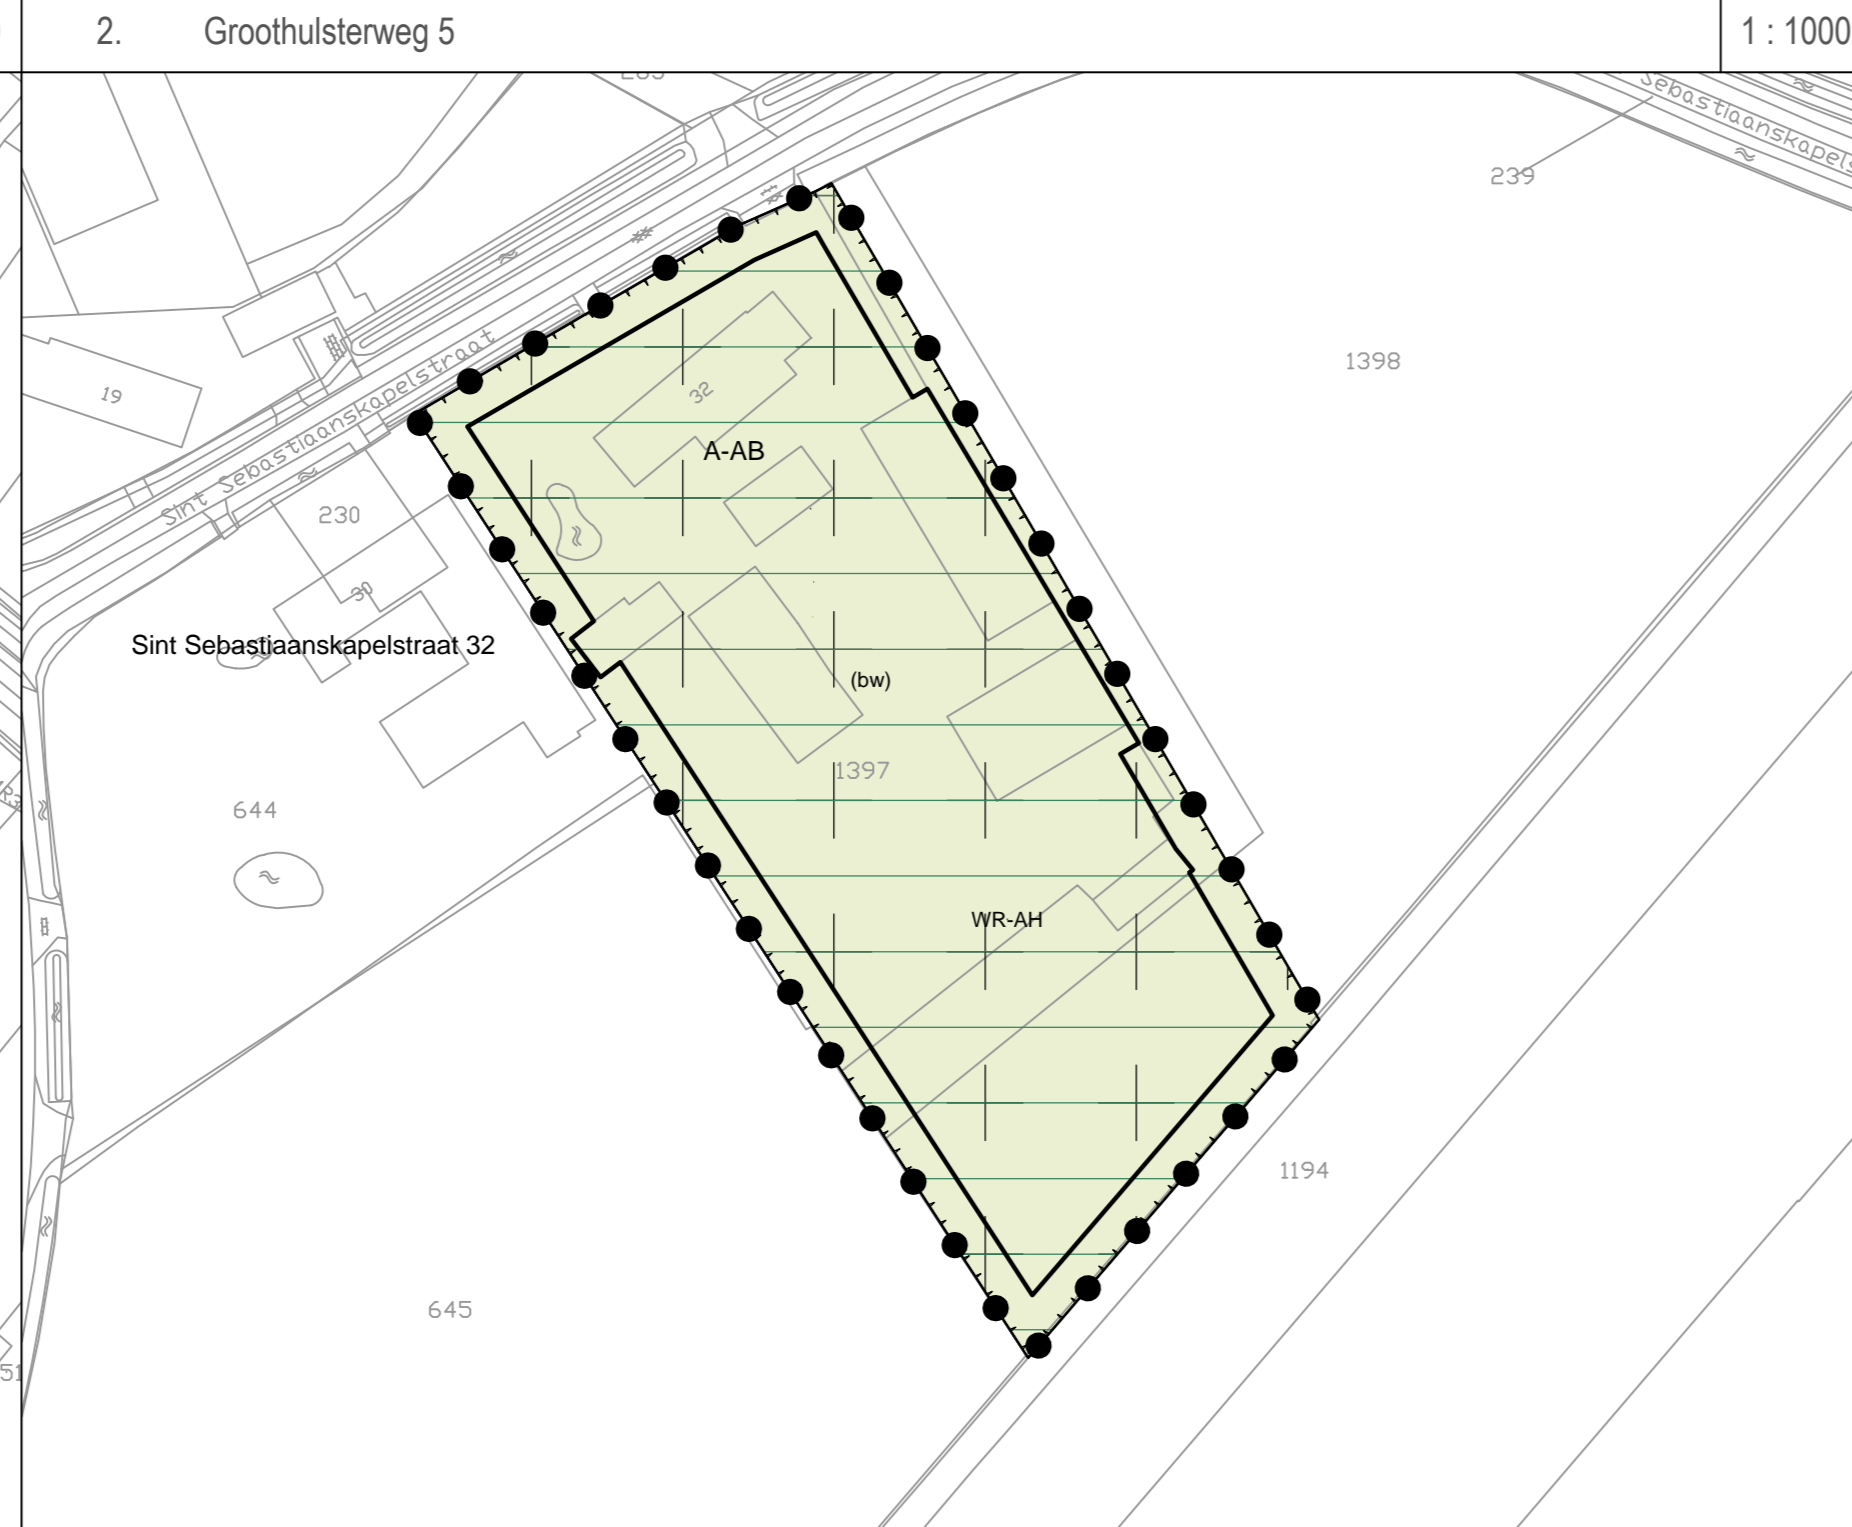 2. Groothulsterweg 5 1 : 1000
Sebastiaanskapels
239
1398
19
Sint Sebastiaanskapelstraat
32
A-AB
230
30
Sint Sebastiaanskapelstraat 32
(bw)
1397
644
WR-AH
1194
645
51